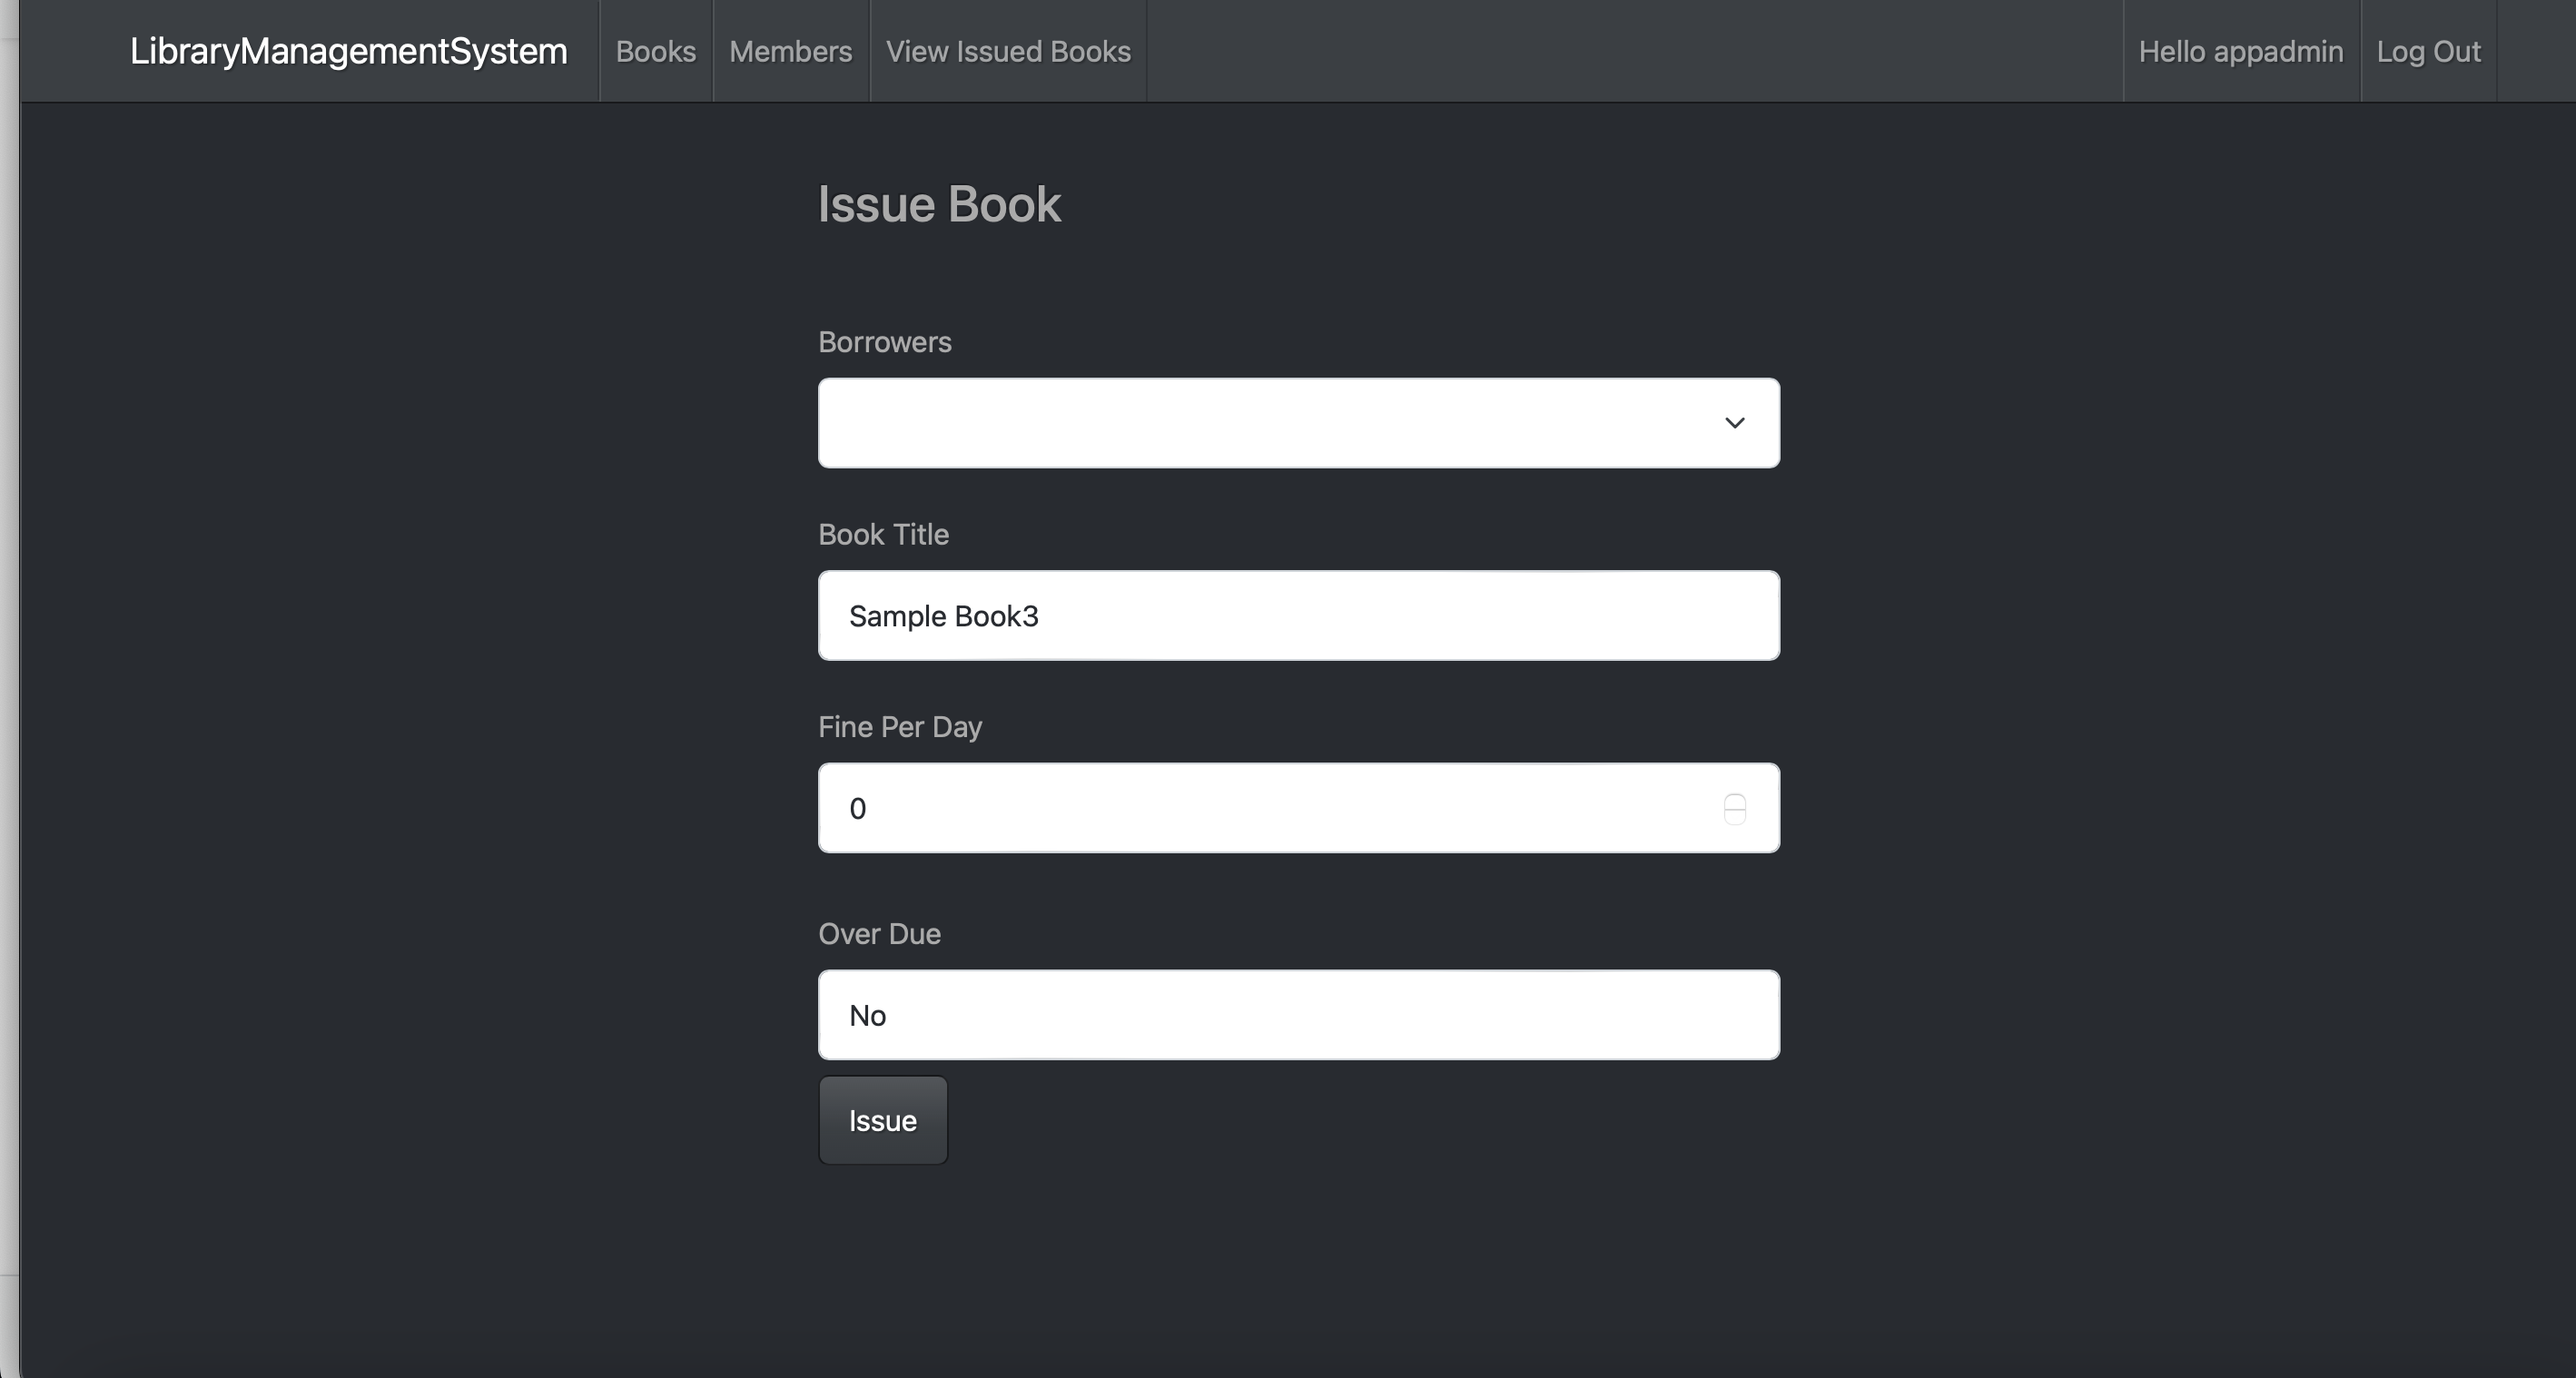 LibraryManagementSystem Books Members View Issued Books Hello appadmin Log Out
Issue Book
Borrowers
Book Title
Sample Book3
Fine Per Day
0
Over Due
No
Issue